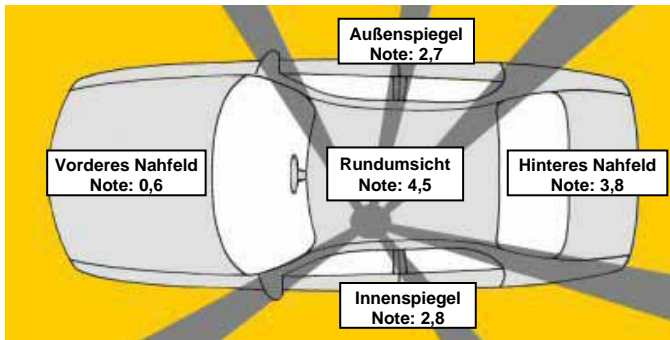 Außenspiegel
Note: 2,7
Vorderes Nahfeld
Note: 0,6
Rundumsicht
Note: 4,5
Hinteres Nahfeld
Note: 3,8
Innenspiegel
Note: 2,8